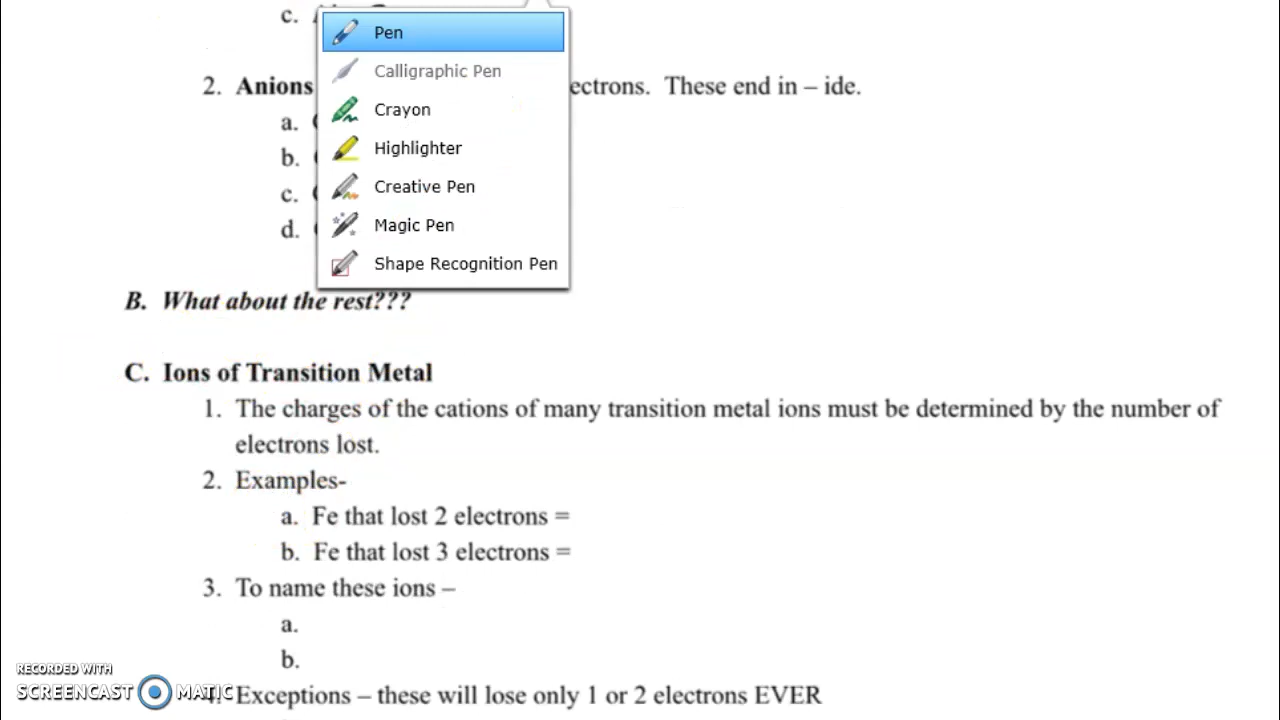 c.
Pen
Calligraphic Pen
2. Anions ectrons. These end in – ide.
Crayon
a.
Highlighter
b.
Creative Pen
c.
Magic Pen
d.
Shape Recognition Pen
B. What about the rest???
C. Ions of Transition Metal
1. The charges of the cations of many transition metal ions must be determined by the number of
electrons lost.
2. Examples-
a. Fe that lost 2 electrons =
b. Fe that lost 3 electrons =
3. To name these ions –
a.
b.
RECORDED WITH
SCREENCAST MATIC
4. Exceptions – these will lose only 1 or 2 electrons EVER